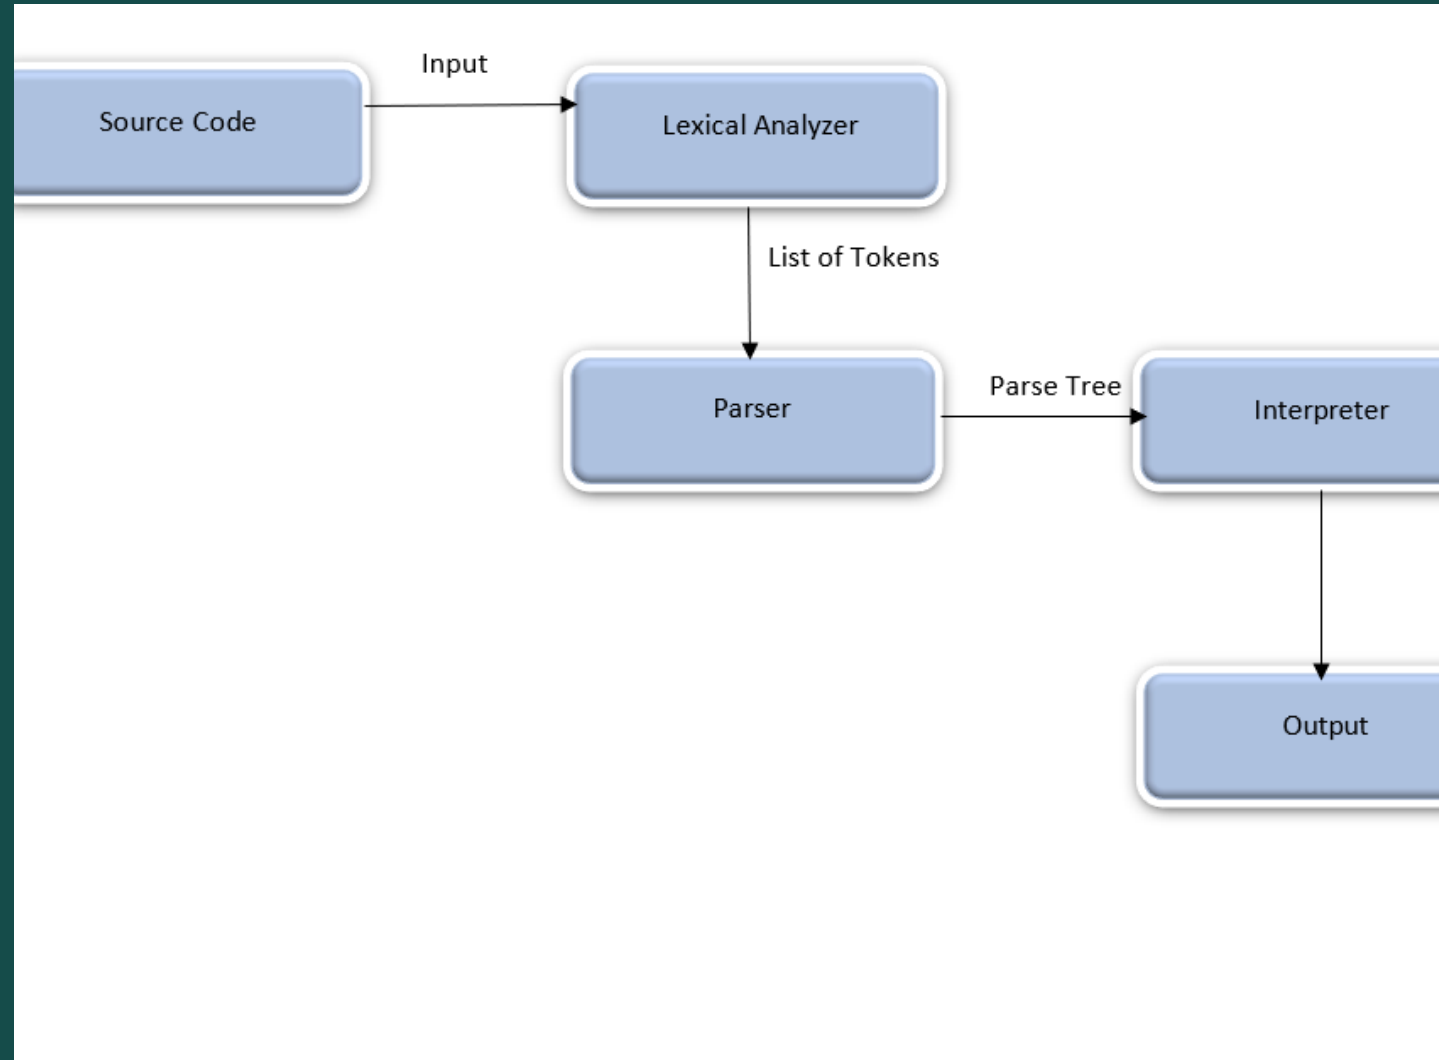 Input
Source Code
Lexical Analyzer
List of Tokens
Parser
Parse Tree
Interpreter
Output